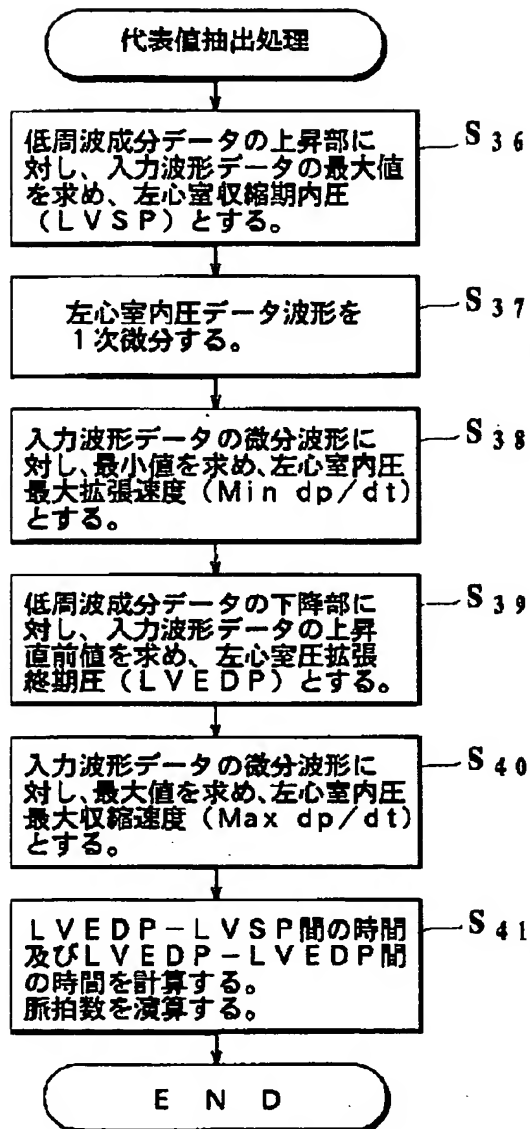 代表値抽出処理
低周波成分データの上昇部に
対し、入力波形データの最大値
を求め、左心室収縮期内圧
（LVSP）とする。
S36
左心室内圧データ波形を
1次微分する。
S37
入力波形データの微分波形に
対し、最小値を求め、左心室内圧
最大拡張速度（Min dp／dt）
とする。
S38
低周波成分データの下降部に
対し、入力波形データの上昇
直前値を求め、左心室圧拡張
終期圧（LVEDP）とする。
S39
入力波形データの微分波形に
対し、最大値を求め、左心室内圧
最大収縮速度（Max dp／dt）
とする。
S40
LVEDP－LVSP間の時間
及びLVEDP－LVEDP間
の時間を計算する。
脈拍数を演算する。
S41
END